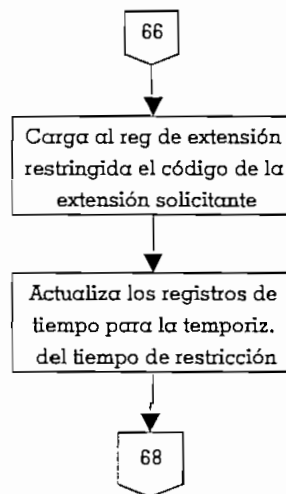 66
Carga al reg de extensión
restringida el código de la
extensión solicitante
Actualiza los registros de
tiempo para la temporiz.
del tiempo de restricción
68